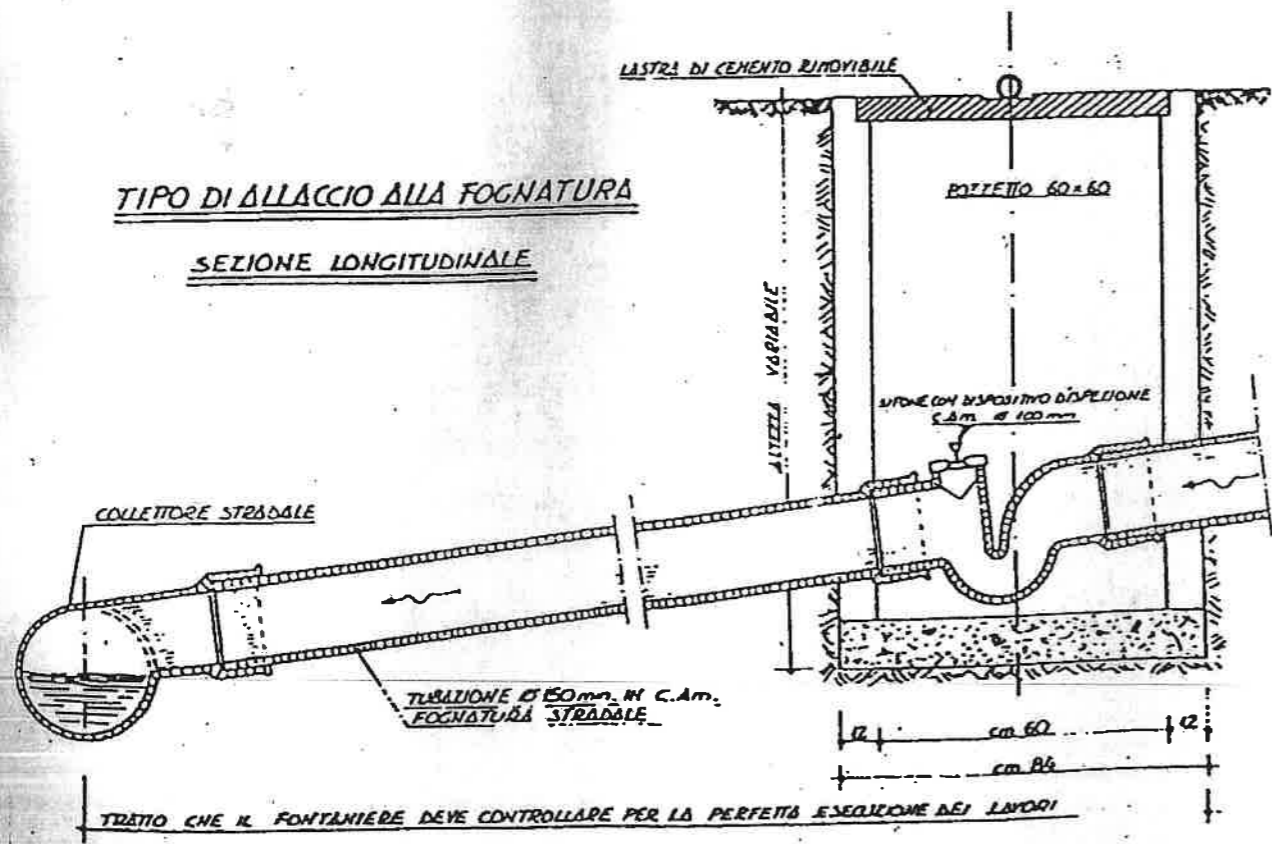 LASTRA DI CEMENTO RIMOVIBILE
TIPO DI ALLACCIO ALLA FOGNATURA
SEZIONE LONGITUDINALE
POZZETTO 60×60
ALTEZZA VARIABILE
SIFONE CON DISPOSITIVO D'ISPEZIONE
C.Am. Ø 100 mm
COLLETTORE STRADALE
TUBAZIONE Ø 150 mm. IN C.Am.
FOGNATURA STRADALE
12 cm 60 12
cm 84
TRATTO CHE IL FONTANIERE DEVE CONTROLLARE PER LA PERFETTA ESECUZIONE DEI LAVORI